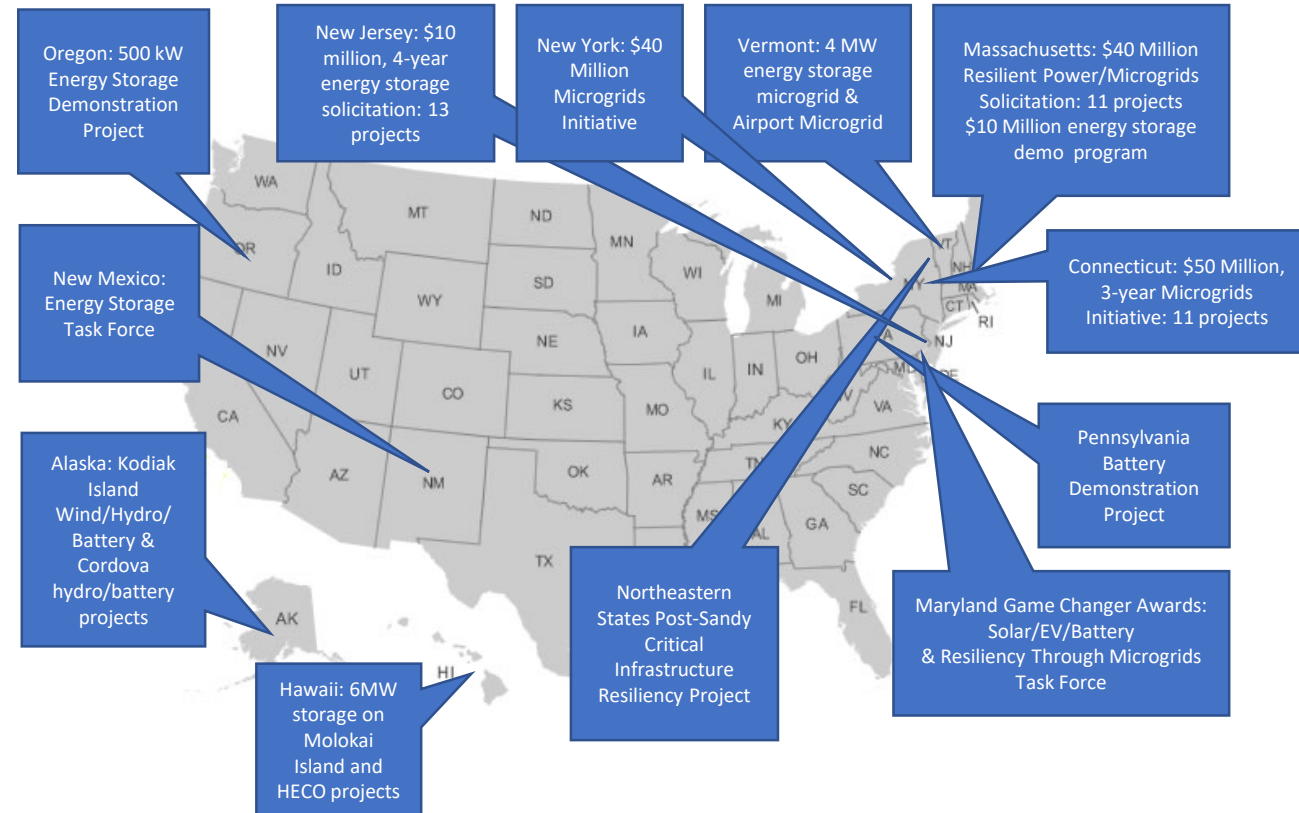 Oregon: 500 kW
Energy Storage
Demonstration
Project
New Jersey: $10
million, 4-year
energy storage
solicitation: 13
projects
New York: $40
Million
Microgrids
Initiative
Vermont: 4 MW
energy storage
microgrid &
Airport Microgrid
Massachusetts: $40 Million
Resilient Power/Microgrids
Solicitation: 11 projects
$10 Million energy storage
demo program
New Mexico:
Energy Storage
Task Force
Connecticut: $50 Million,
3-year Microgrids
Initiative: 11 projects
Alaska: Kodiak
Island
Wind/Hydro/
Battery &
Cordova
hydro/battery
projects
Pennsylvania
Battery
Demonstration
Project
Hawaii: 6MW
storage on
Molokai
Island and
HECO projects
Northeastern
States Post-Sandy
Critical
Infrastructure
Resiliency Project
Maryland Game Changer Awards:
Solar/EV/Battery
& Resiliency Through Microgrids
Task Force
WA
MT
ND
MN
OR
ID
SD
WI
MI
WY
NY
VT
NH
MA
CT
RI
NV
UT
CO
NE
IA
IL
IN
OH
NJ
MD
CA
KS
MO
KY
VA
AZ
NM
OK
AR
TN
NC
SC
TX
MS
AL
GA
FL
AK
HI